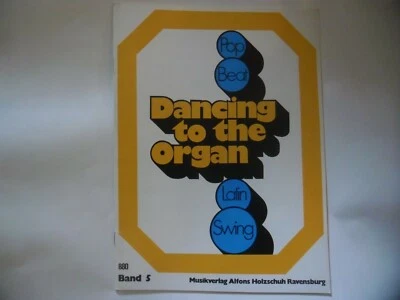 Pop
Beat
Dancing
to the
Organ
Latin
Swing
800
Band 5
Musikverlag Alfons Holzschuh Ravensburg